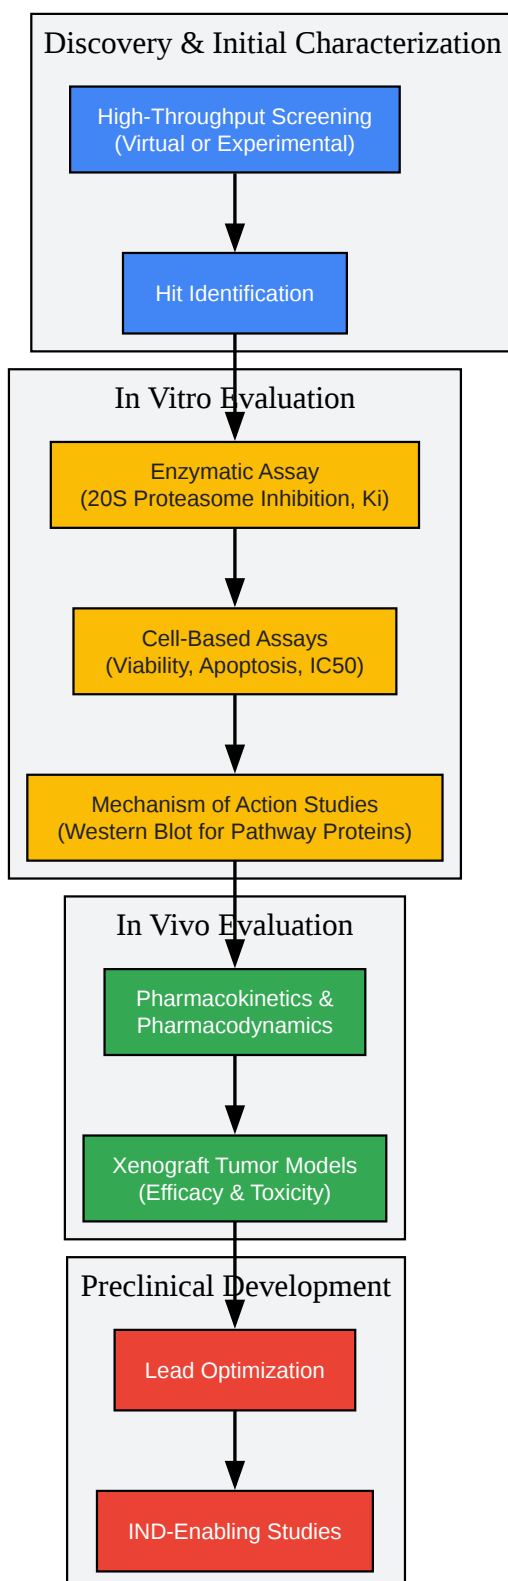 Discovery & Initial Characterization
High-Throughput Screening
(Virtual or Experimental)
Hit Identification
In Vitro Evaluation
Enzymatic Assay
(20S Proteasome Inhibition, Ki)
Cell-Based Assays
(Viability, Apoptosis, IC50)
Mechanism of Action Studies
(Western Blot for Pathway Proteins)
In Vivo Evaluation
Pharmacokinetics &
Pharmacodynamics
Xenograft Tumor Models
(Efficacy & Toxicity)
Preclinical Development
Lead Optimization
IND-Enabling Studies